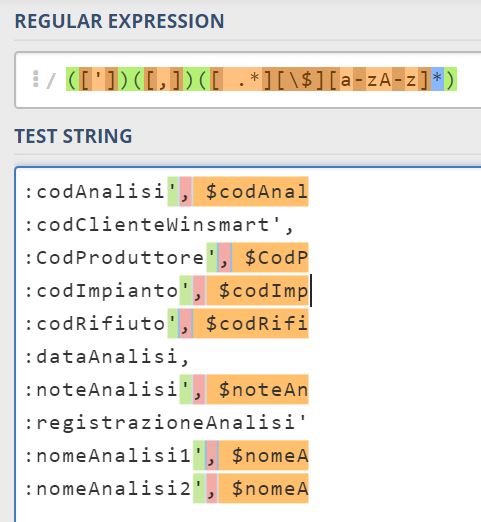 REGULAR EXPRESSION
/ ([‌'])([,])([ .*][\$][a-zA-z]*)
TEST STRING
:codAnalisi', $codAnal
:codClienteWinsmart',
:CodProduttore', $CodP
:codImpianto', $codImp
:codRifiuto', $codRifi
:dataAnalisi,
:noteAnalisi', $noteAn
:registrazioneAnalisi'
:nomeAnalisi1', $nomeA
:nomeAnalisi2', $nomeA